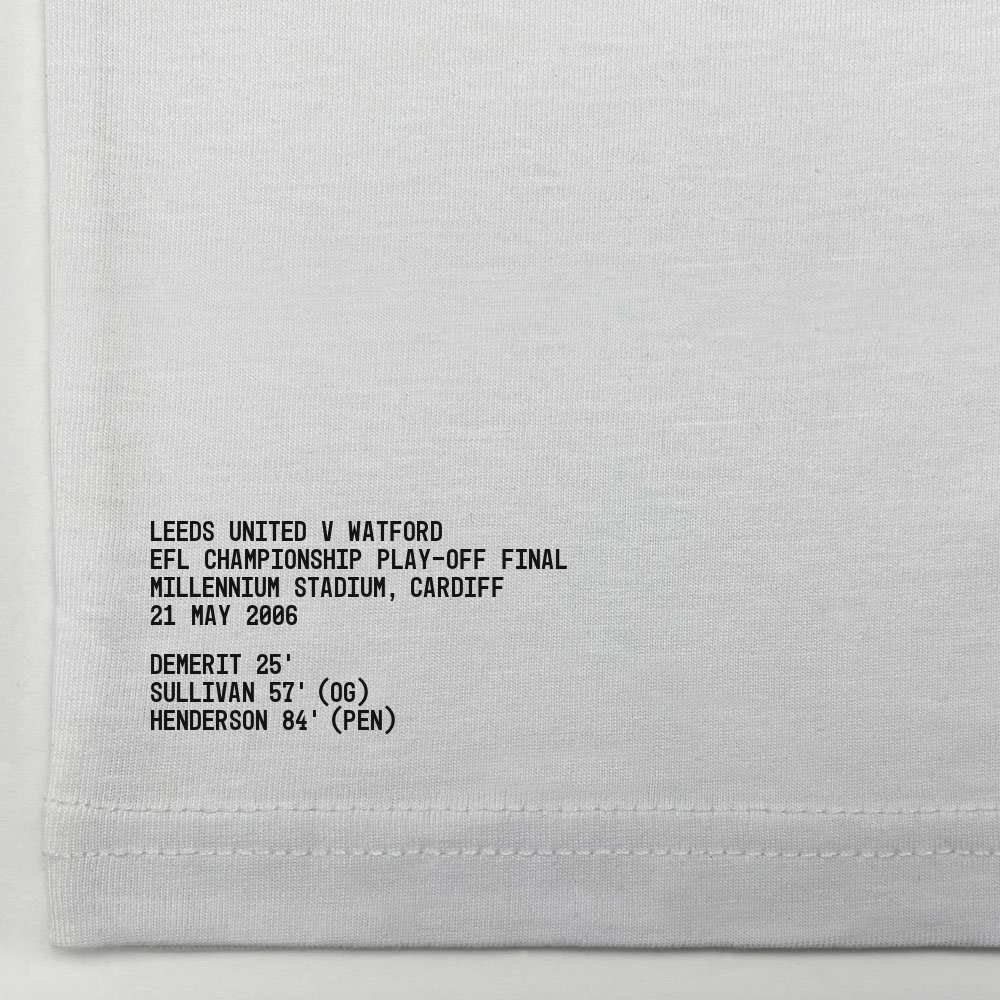 LEEDS UNITED V WATFORD
EFL CHAMPIONSHIP PLAY-OFF FINAL
MILLENNIUM STADIUM, CARDIFF
21 MAY 2006
DEMERIT 25'
SULLIVAN 57' (OG)
HENDERSON 84' (PEN)